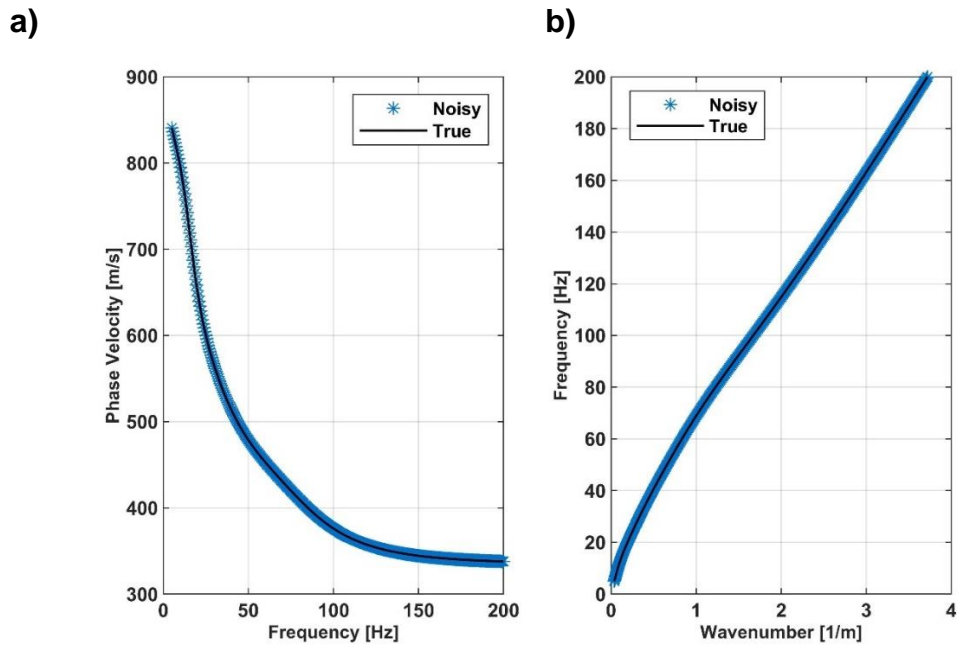 a)
900
800
700
600
500
400
300
0
50
100
150
200
Phase Velocity [m/s]
Frequency [Hz]
Noisy
True
b)
200
180
160
140
120
100
80
60
40
20
0
0
1
2
3
4
Frequency [Hz]
Wavenumber [1/m]
Noisy
True